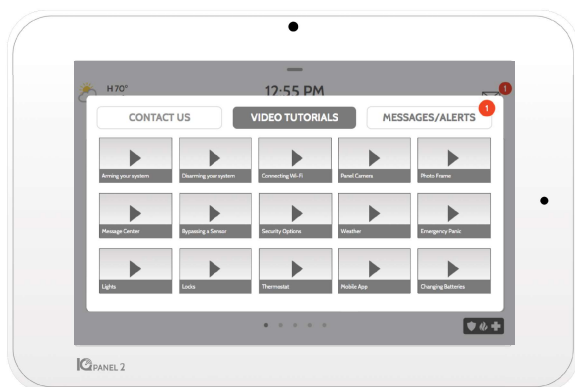 H 70°
12:55 PM
1
CONTACT US
VIDEO TUTORIALS
MESSAGES/ALERTS
1
Arming your system
Disarming your system
Connecting Wi-Fi
Panel Camera
Photo Frame
Message Center
Bypassing a Sensor
Security Options
Weather
Emergency Panic
Lights
Locks
Thermostat
Mobile App
Changing Batteries
IQ PANEL 2